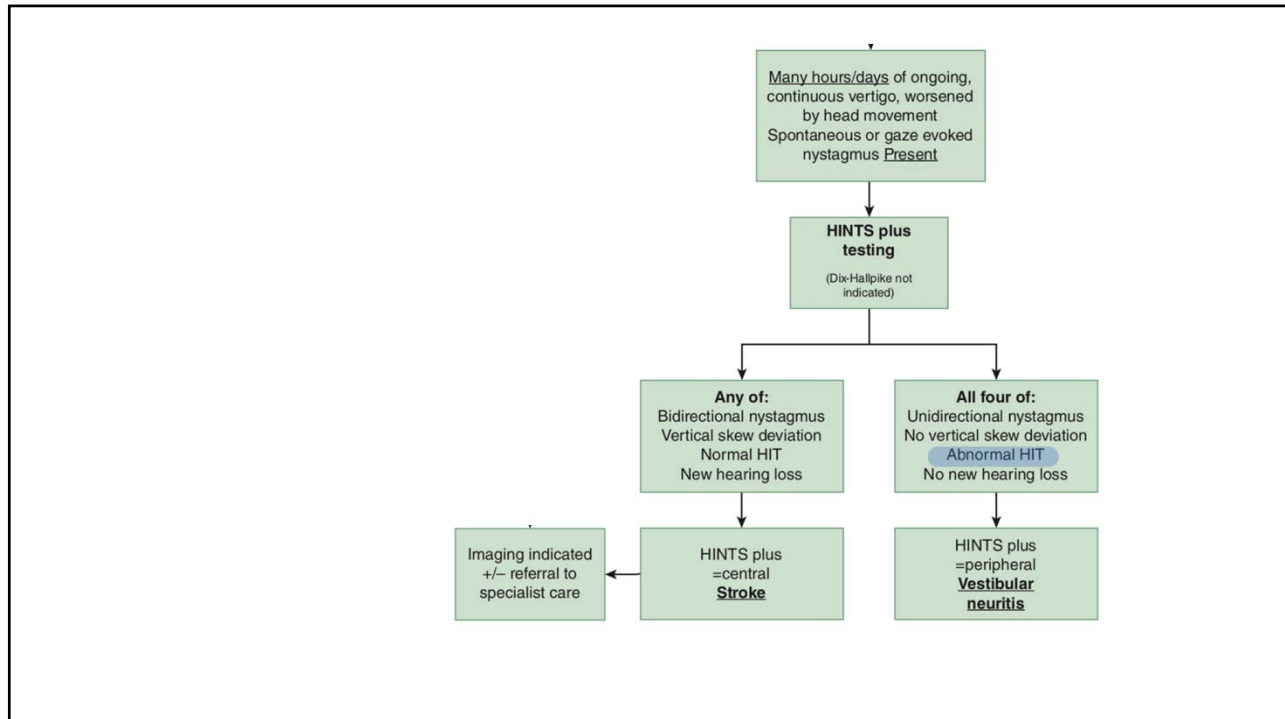 Many hours/days of ongoing,
continuous vertigo, worsened
by head movement
Spontaneous or gaze evoked
nystagmus Present
HINTS plus
testing
(Dix-Hallpike not
indicated)
Any of:
Bidirectional nystagmus
Vertical skew deviation
Normal HIT
New hearing loss
All four of:
Unidirectional nystagmus
No vertical skew deviation
Abnormal HIT
No new hearing loss
Imaging indicated
+/– referral to
specialist care
HINTS plus
=central
Stroke
HINTS plus
=peripheral
Vestibular
neuritis